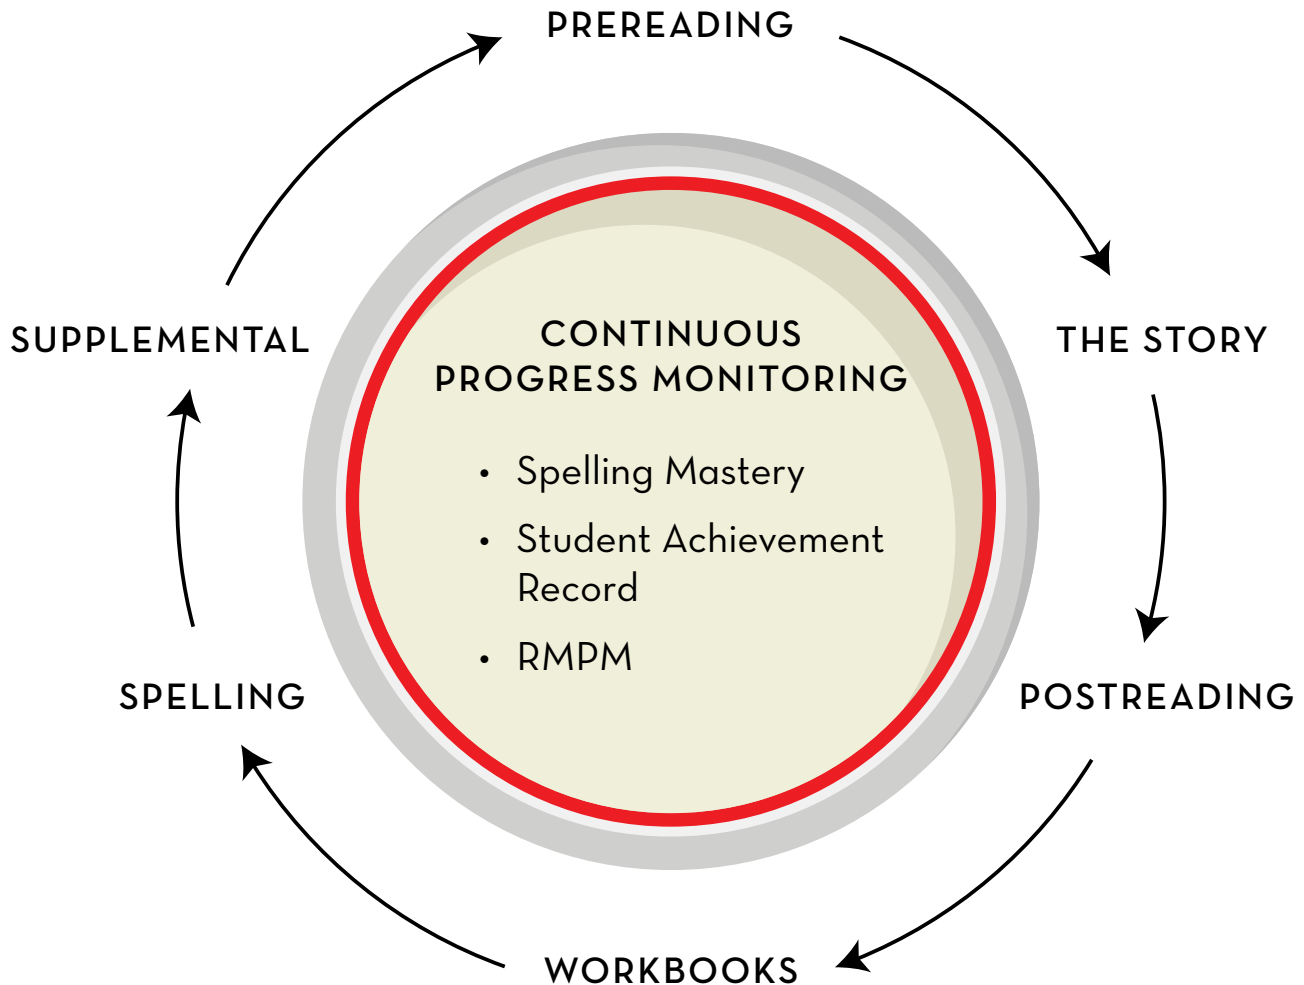 PREREADING
SUPPLEMENTAL
THE STORY
CONTINUOUS
PROGRESS MONITORING
• Spelling Mastery
• Student Achievement
Record
• RMPM
SPELLING
POSTREADING
WORKBOOKS